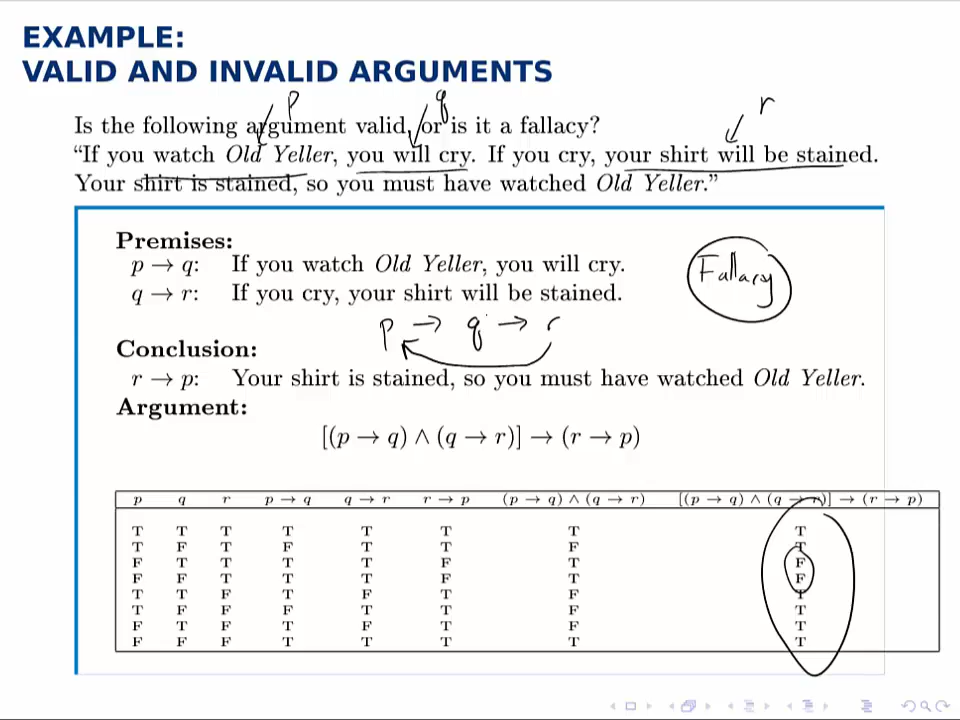 EXAMPLE:
VALID AND INVALID ARGUMENTS
p q r
Is the following argument valid, or is it a fallacy?
“If you watch Old Yeller, you will cry. If you cry, your shirt will be stained.
Your shirt is stained, so you must have watched Old Yeller.”
Premises:
p → q: If you watch Old Yeller, you will cry.
q → r: If you cry, your shirt will be stained.
Fallacy
p → q → r
Conclusion:
r → p: Your shirt is stained, so you must have watched Old Yeller.
Argument:
[(p → q) ∧ (q → r)] → (r → p)
p q r p → q q → r r → p (p → q) ∧ (q → r) [(p → q) ∧ (q → r)] → (r → p)
T T T T T T T T
T F T F T T F T
F T T T T F T F
F F T T T F T F
T T F T F T F T
T F F F T T F T
F T F T F T F T
F F F T T T T T